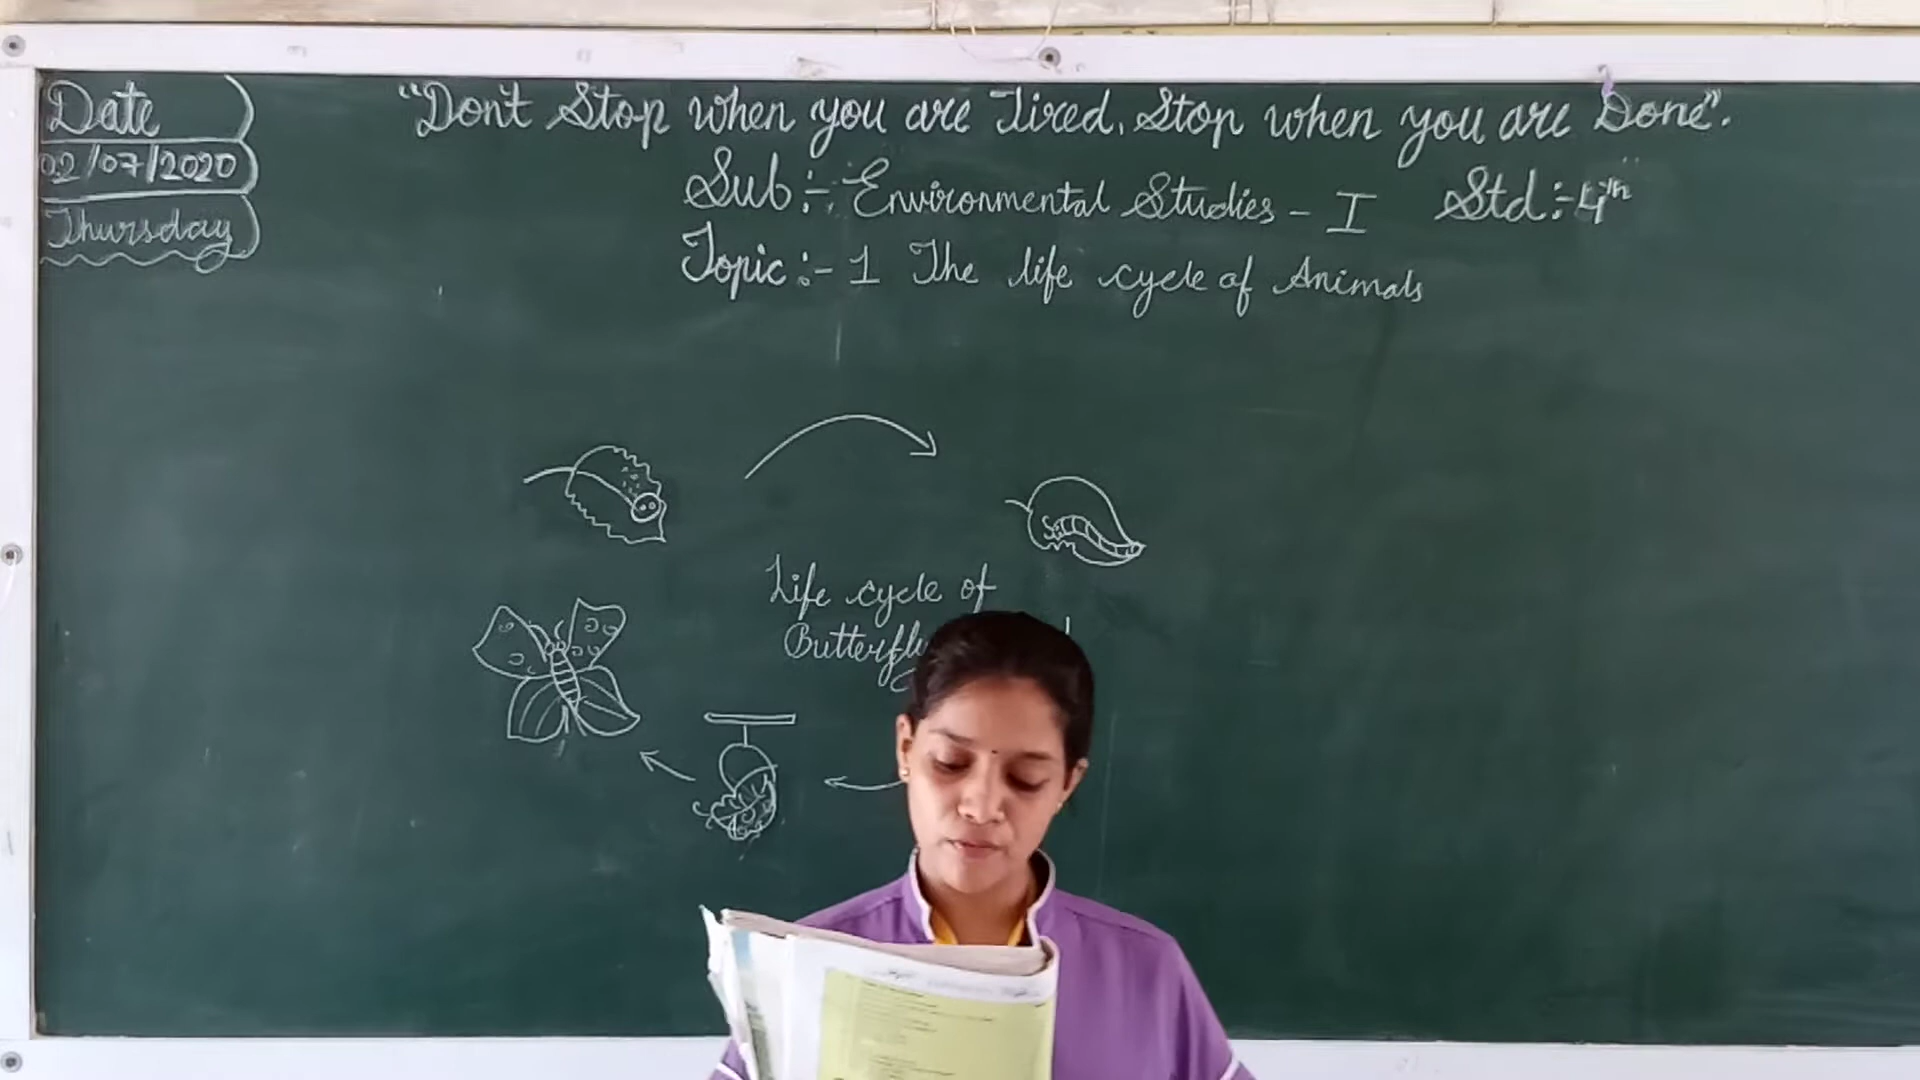 Date
02/07/2020
Thursday
"Don't Stop when you are Tired, Stop when you are Done".
Sub:- Environmental Studies - I Std:- 4th
Topic:- 1 The life cycle of Animals
Life cycle of
Butterfly